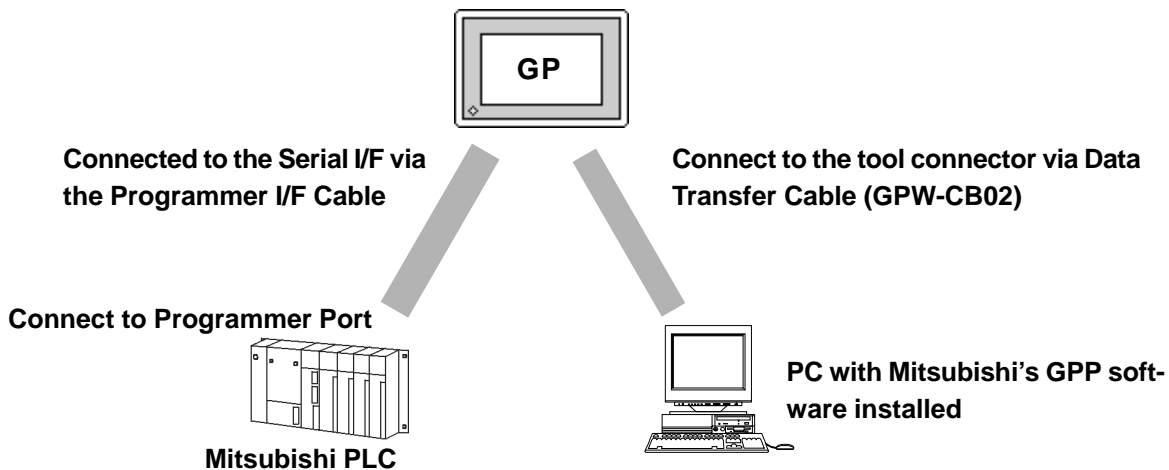 GP
Connected to the Serial I/F via
the Programmer I/F Cable
Connect to the tool connector via Data
Transfer Cable (GPW-CB02)
Connect to Programmer Port
Mitsubishi PLC
PC with Mitsubishi's GPP soft-
ware installed